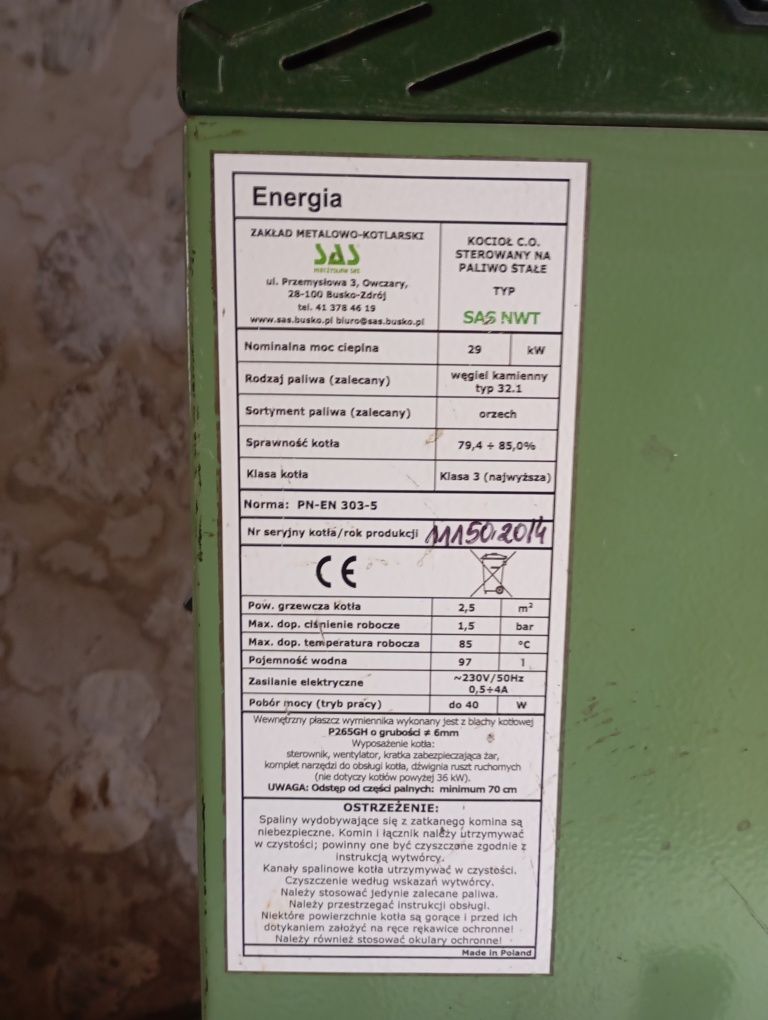 Energia
ZAKŁAD METALOWO-KOTLARSKI
SAS
MIECZYSŁAW SAS
ul. Przemysłowa 3, Owczary,
28-100 Busko-Zdrój
tel. 41 378 46 19
www.sas.busko.pl biuro@sas.busko.pl
KOCIOŁ C.O.
STEROWANY NA
PALIWO STAŁE
TYP
SAS NWT
Nominalna moc cieplna 29 kW
Rodzaj paliwa (zalecany) węgiel kamienny
typ 32.1
Sortyment paliwa (zalecany) orzech
Sprawność kotła 79,4 ÷ 85,0%
Klasa kotła Klasa 3 (najwyższa)
Norma: PN-EN 303-5
Nr seryjny kotła/rok produkcji 11150/2014
CE
Pow. grzewcza kotła 2,5 m²
Max. dop. ciśnienie robocze 1,5 bar
Max. dop. temperatura robocza 85 °C
Pojemność wodna 97 l
Zasilanie elektryczne ~230V/50Hz
0,5÷4A
Pobór mocy (tryb pracy) do 40 W
Wewnętrzny płaszcz wymiennika wykonany jest z blachy kotłowej
P265GH o grubości ≠ 6mm
Wyposażenie kotła:
sterownik, wentylator, kratka zabezpieczająca żar,
komplet narzędzi do obsługi kotła, dźwignia ruszt ruchomych
(nie dotyczy kotłów powyżej 36 kW).
UWAGA: Odstęp od części palnych: minimum 70 cm
OSTRZEŻENIE:
Spaliny wydobywające się z zatkanego komina są
niebezpieczne. Komin i łącznik należy utrzymywać
w czystości; powinny one być czyszczone zgodnie z
instrukcją wytwórcy.
Kanały spalinowe kotła utrzymywać w czystości.
Czyszczenie według wskazań wytwórcy.
Należy stosować jedynie zalecane paliwa.
Należy przestrzegać instrukcji obsługi.
Niektóre powierzchnie kotła są gorące i przed ich
dotykaniem założyć na ręce rękawice ochronne!
Należy również stosować okulary ochronne!
Made in Poland